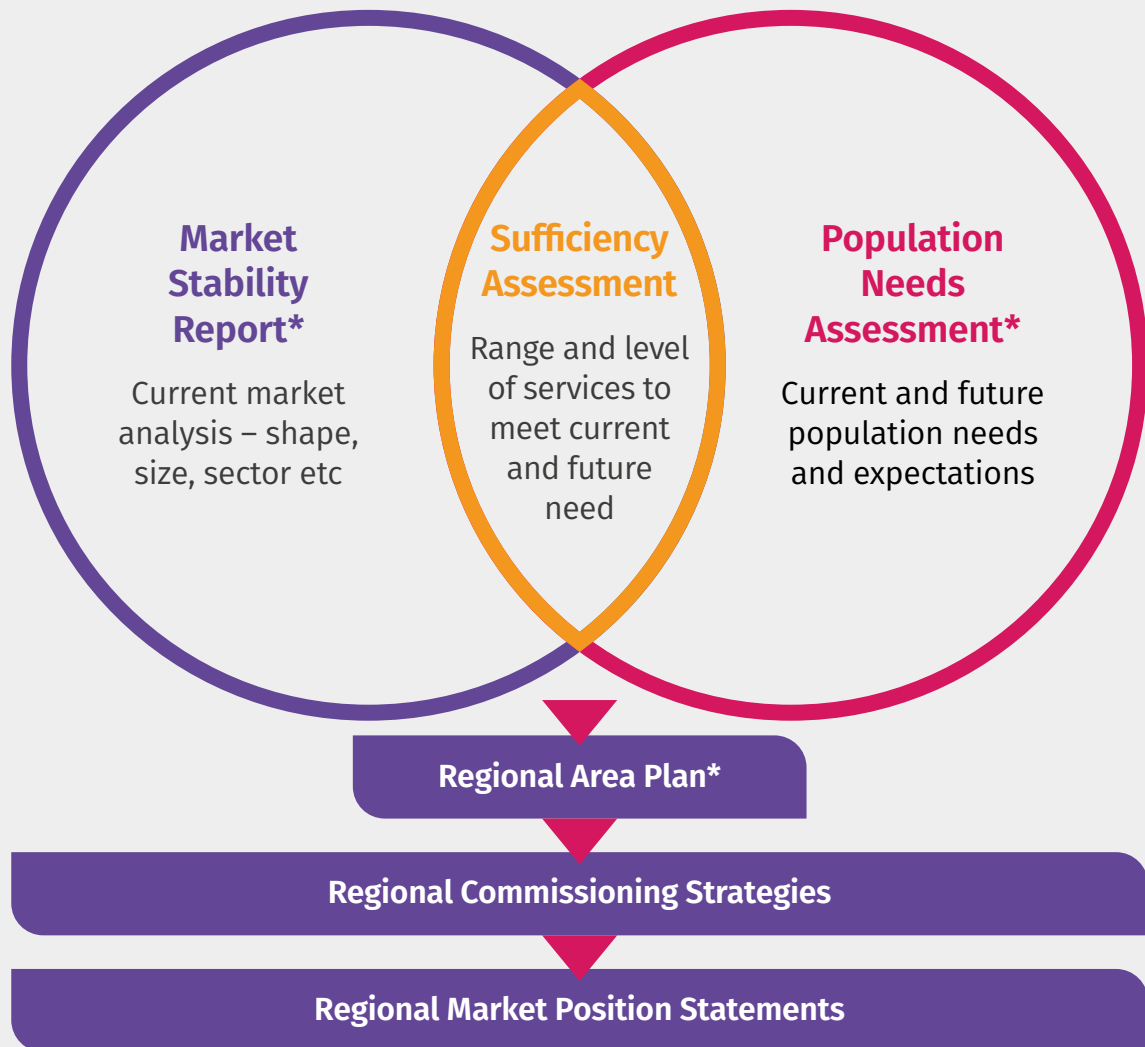 Market
Stability
Report*
Current market
analysis – shape,
size, sector etc
Sufficiency
Assessment
Range and level
of services to
meet current
and future
need
Population
Needs
Assessment*
Current and future
population needs
and expectations
Regional Area Plan*
Regional Commissioning Strategies
Regional Market Position Statements